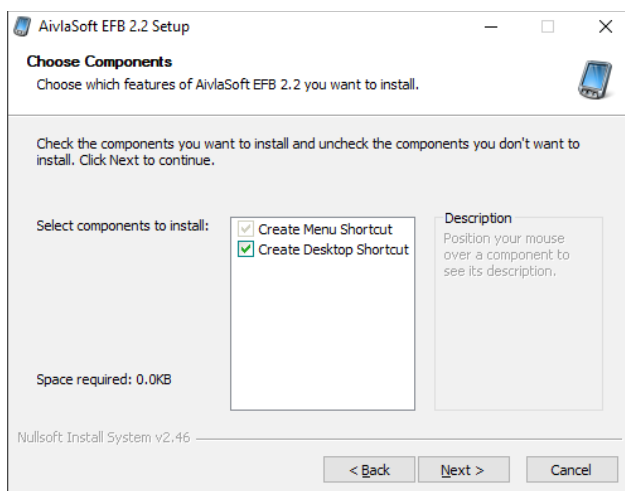 AivlaSoft EFB 2.2 Setup
Choose Components
Choose which features of AivlaSoft EFB 2.2 you want to install.
Check the components you want to install and uncheck the components you don't want to
install. Click Next to continue.
Select components to install:
Create Menu Shortcut
Create Desktop Shortcut
Description
Position your mouse
over a component to
see its description.
Space required: 0.0KB
Nullsoft Install System v2.46
< Back
Next >
Cancel